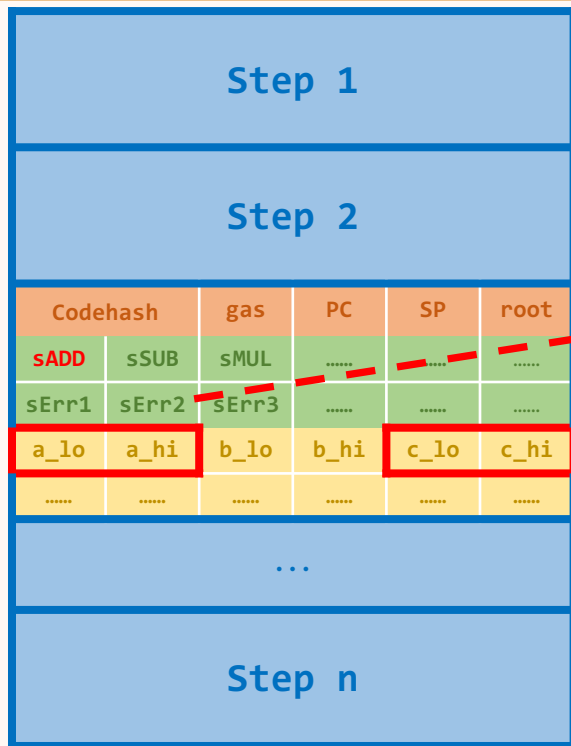 Step 1
Step 2
Codehash gas PC SP root
sADD sSUB sMUL …… …… ……
sErr1 sErr2 sErr3 …… …… ……
a_lo a_hi b_lo b_hi c_lo c_hi
…… …… …… …… …… ……
...
Step n